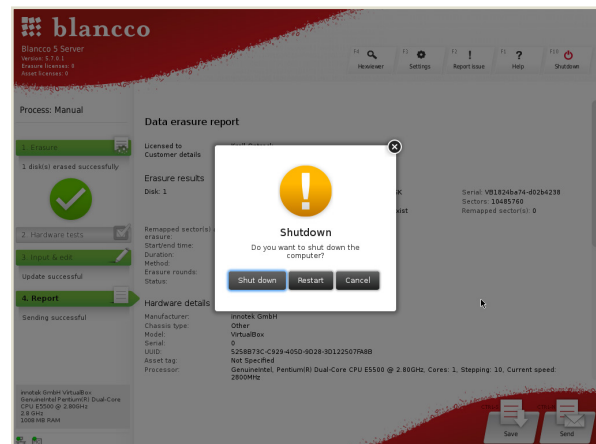 blancco
Blancco 5 Server
Version: 5.7.0.1
Erasure licenses: 0
Asset licenses: 0
F4
Hexviewer
F1
Settings
F2
Report issue
?
Help
F10
Shutdown
Process: Manual
1. Erasure
1 disk(s) erased successfully
2. Hardware tests
3. Input & edit
Update successful
4. Report
Sending successful
innotek GmbH VirtualBox
GenuineIntel Pentium(R) Dual-Core
2.8 GHz
1008 MB RAM
Data erasure report
Licensed to
Customer details
Erasure results
Disk: 1
Serial: VB1824ba74-d02b4238
Sectors: 10485760
Remapped sector(s): 0
Remapped sector(s)
erasure:
Start/end time:
Duration:
Method:
Erasure rounds:
Status:
Shutdown
Do you want to shut down the
computer?
Shut down
Restart
Cancel
Hardware details
Manufacturer: innotek GmbH
Chassis type: Other
Model: VirtualBox
Serial: 0
UUID: 5258B73C-C929-405D-9D28-3D122507FA8B
Asset tag: Not Specified
Processor: GenuineIntel, Pentium(R) Dual-Core CPU E5500 @ 2.80GHz, Cores: 1, Stepping: 10, Current speed:
2800MHz
Save
Send